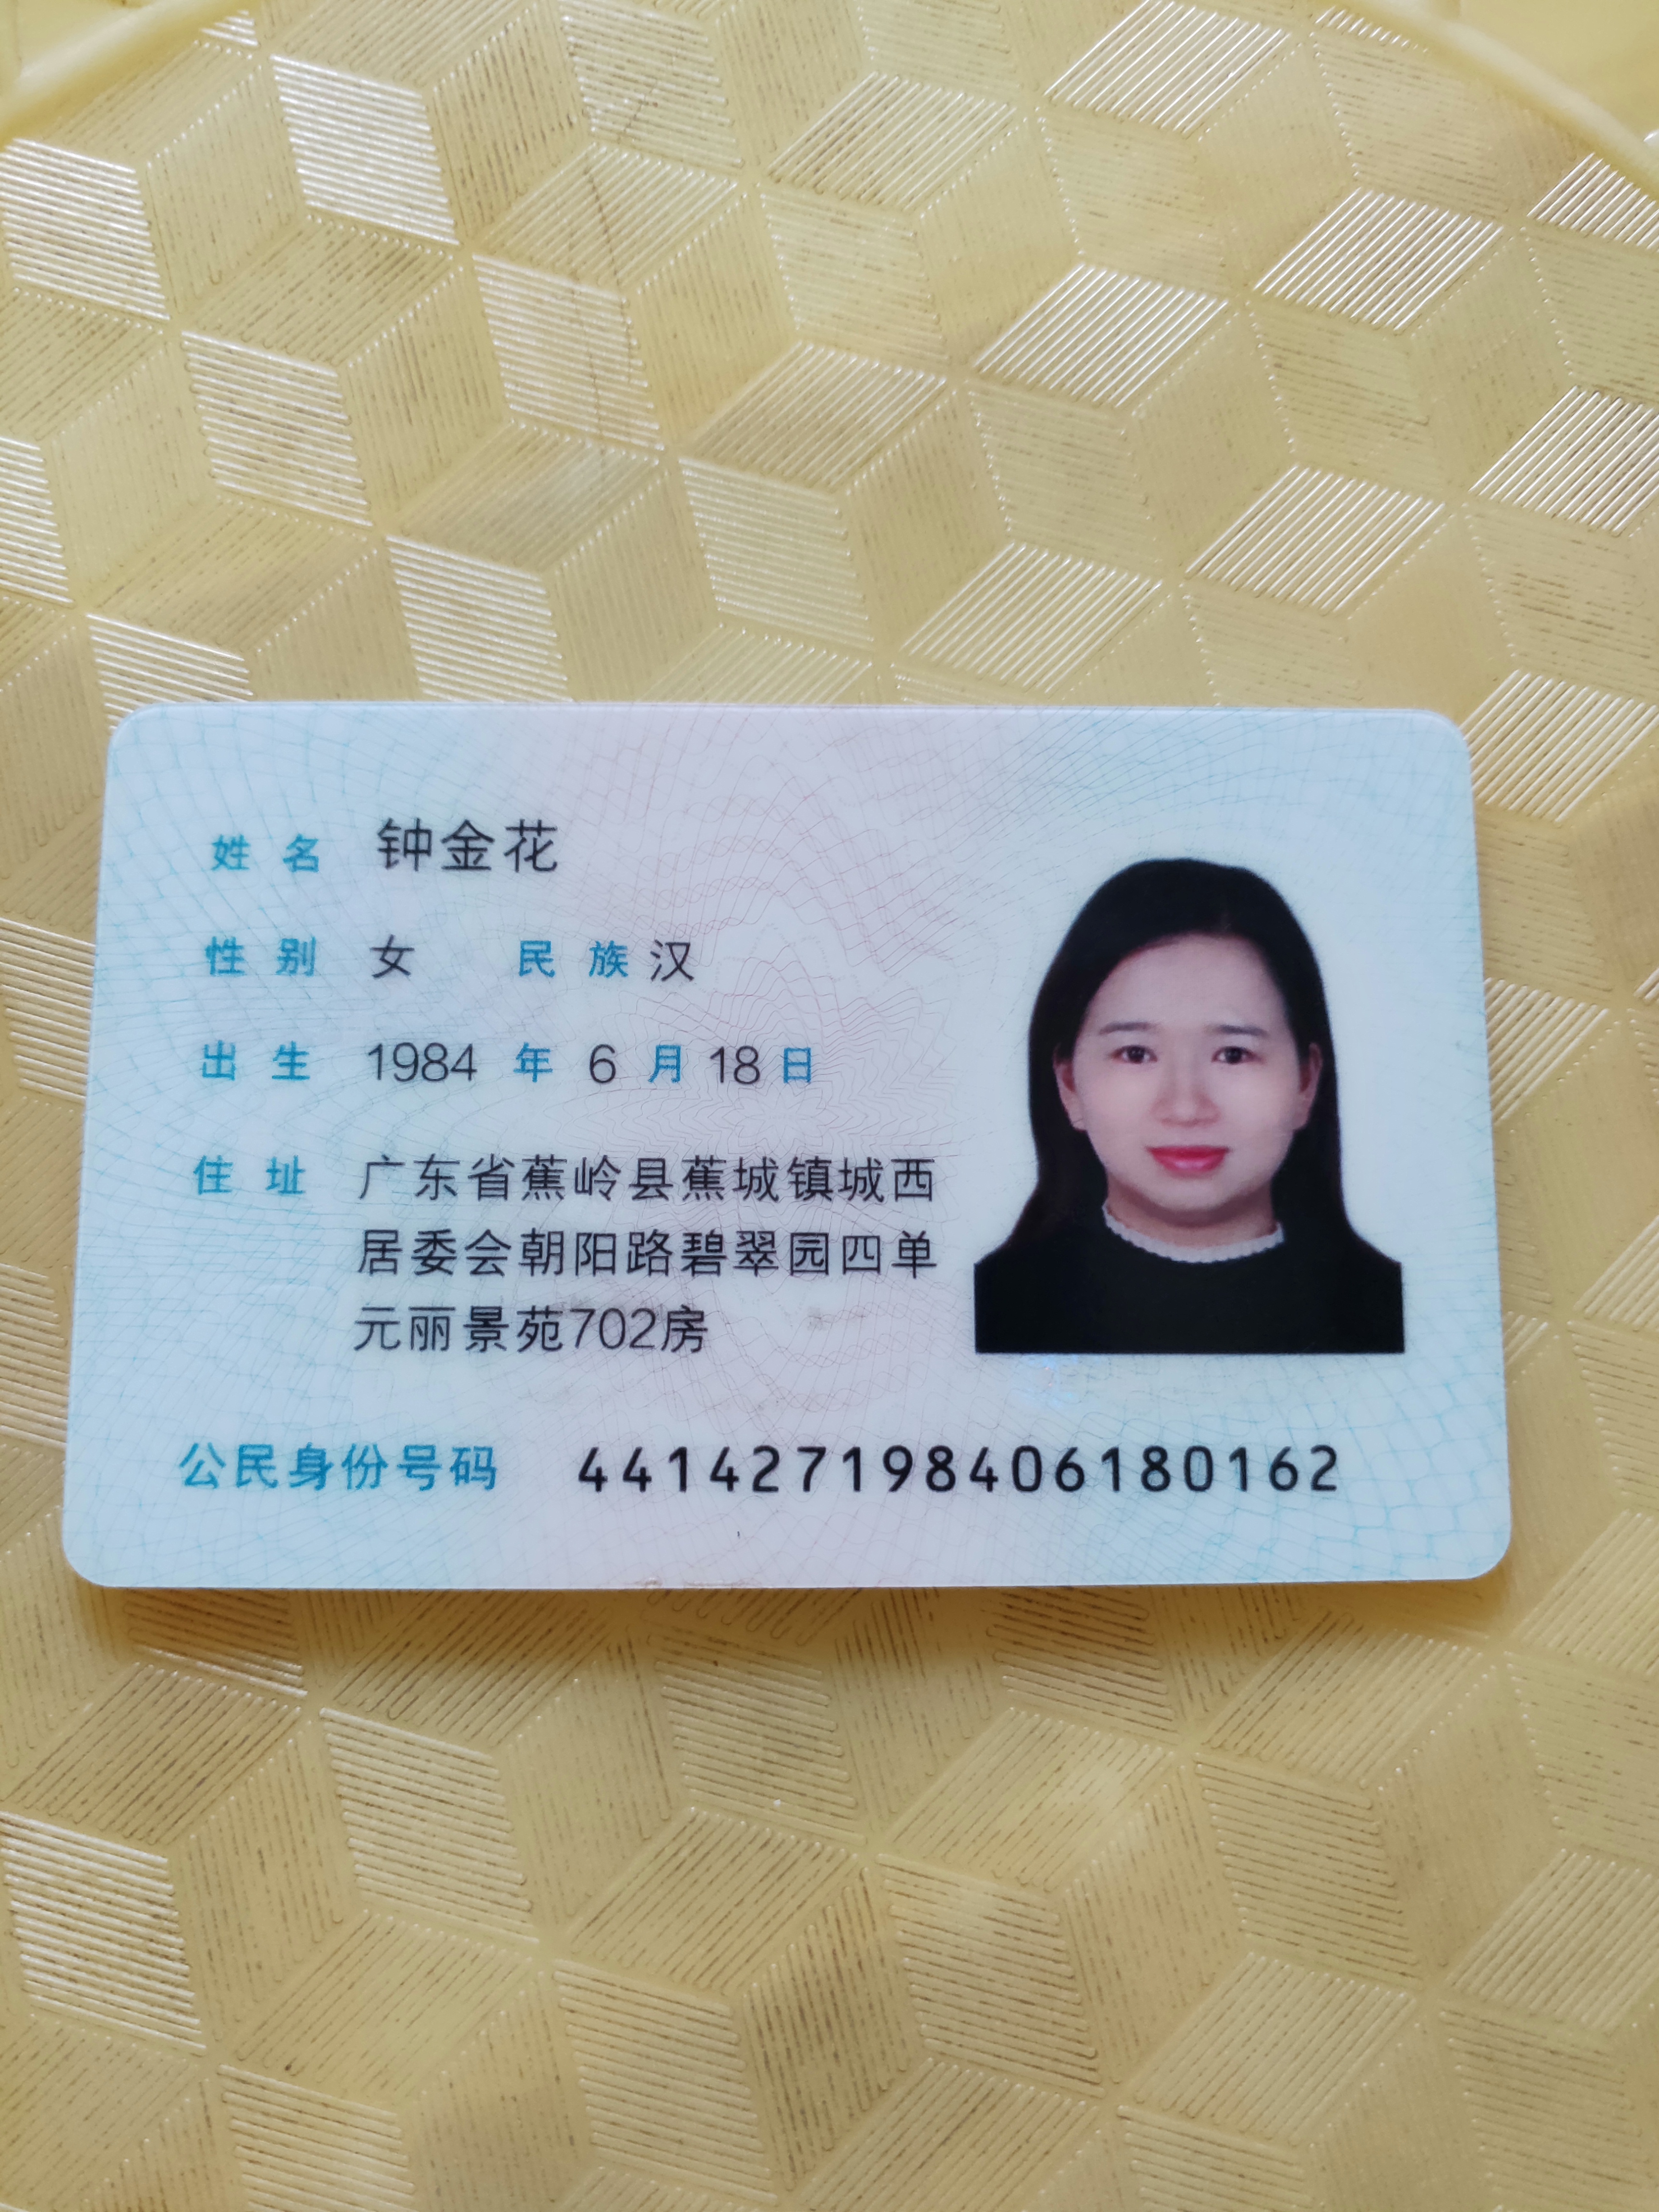 姓名 钟金花
性别 女 民族 汉
出生 1984 年 6 月 18 日
住址 广东省蕉岭县蕉城镇城西
居委会朝阳路碧翠园四单
元丽景苑702房
公民身份号码 441427198406180162